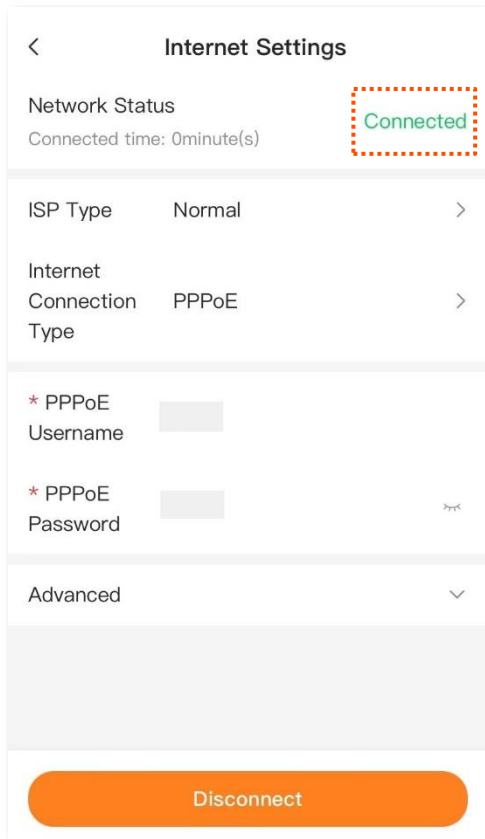 Internet Settings
Network Status
Connected
Connected time: 0minute(s)
ISP Type Normal
Internet
Connection PPPoE
Type
* PPPoE
Username
* PPPoE
Password
Advanced
Disconnect